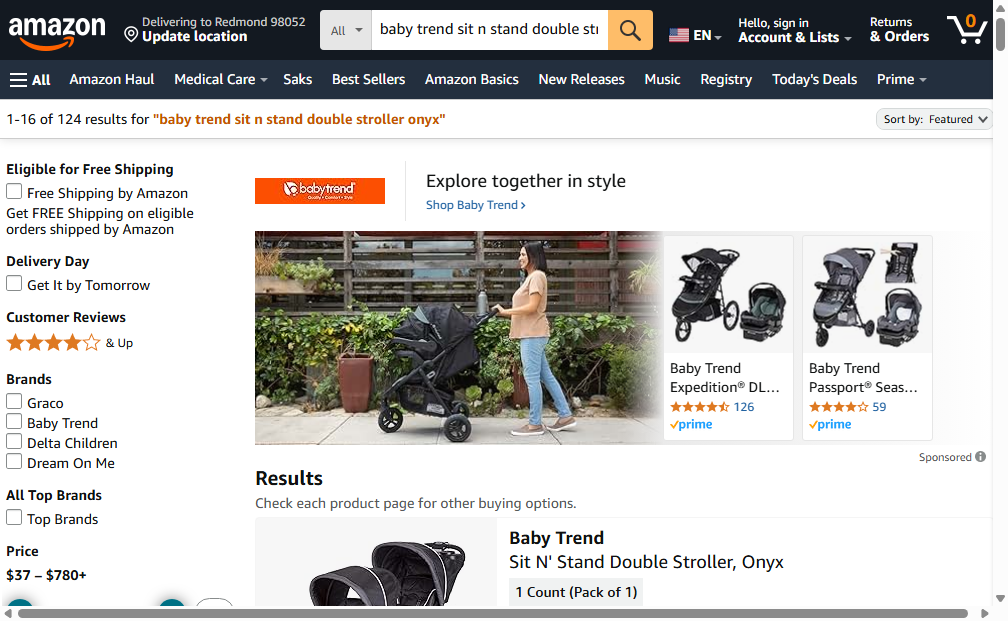 amazon
Delivering to Redmond 98052
Update location
All
baby trend sit n stand double str
EN
Hello, sign in
Account & Lists
Returns
& Orders
0
All
Amazon Haul
Medical Care
Saks
Best Sellers
Amazon Basics
New Releases
Music
Registry
Today's Deals
Prime
1-16 of 124 results for "baby trend sit n stand double stroller onyx"
Sort by: Featured
Eligible for Free Shipping
Free Shipping by Amazon
Get FREE Shipping on eligible
orders shipped by Amazon
Delivery Day
Get It by Tomorrow
Customer Reviews
& Up
Brands
Graco
Baby Trend
Delta Children
Dream On Me
All Top Brands
Top Brands
Price
$37 – $780+
babytrend
Quality • Comfort • Style
Explore together in style
Shop Baby Trend ›
Baby Trend
Expedition® DL...
126
prime
Baby Trend
Passport® Seas...
59
prime
Sponsored
Results
Check each product page for other buying options.
Baby Trend
Sit N' Stand Double Stroller, Onyx
1 Count (Pack of 1)